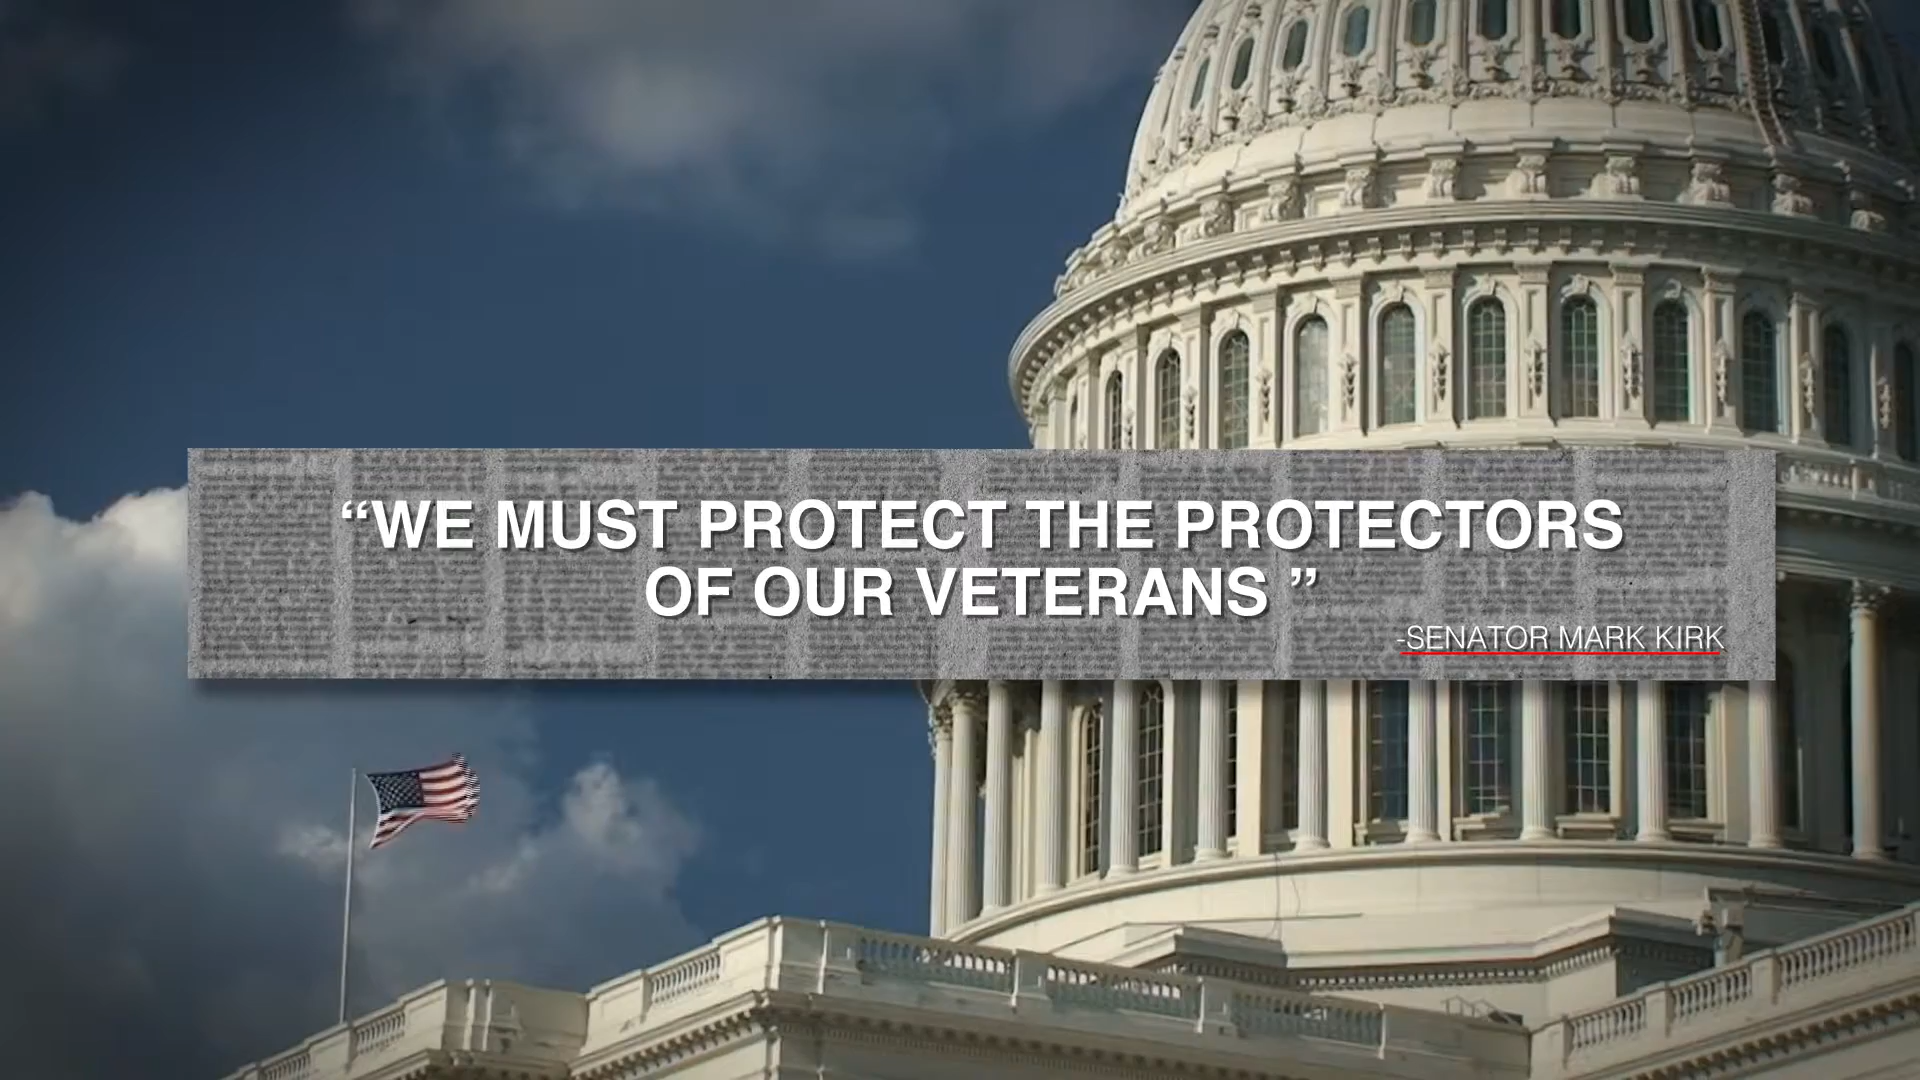 “WE MUST PROTECT THE PROTECTORS
OF OUR VETERANS ”
-SENATOR MARK KIRK